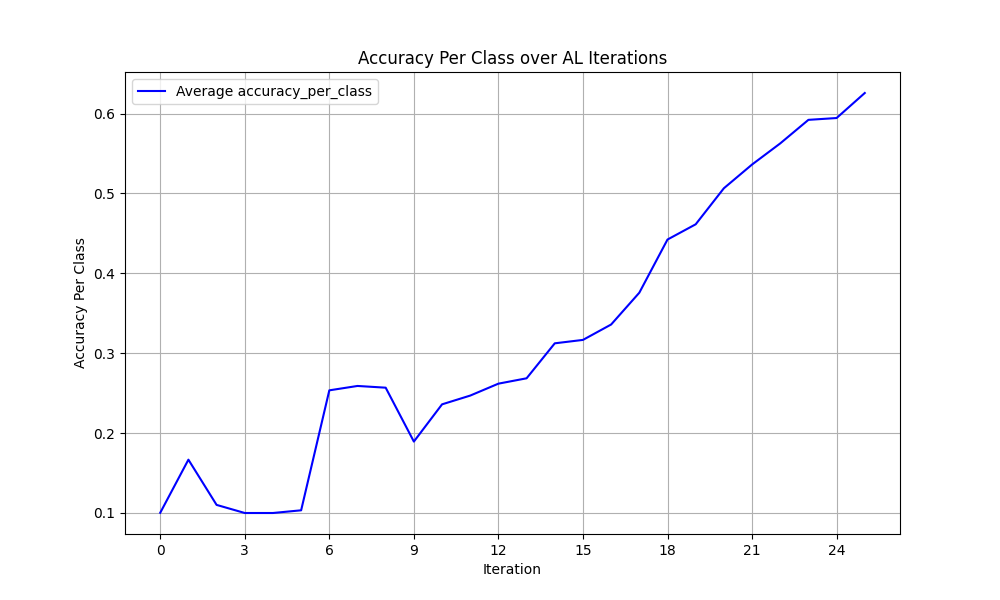 Accuracy Per Class over AL Iterations
Average accuracy_per_class
Accuracy Per Class
0.6
0.5
0.4
0.3
0.2
0.1
0 3 6 9 12 15 18 21 24
Iteration